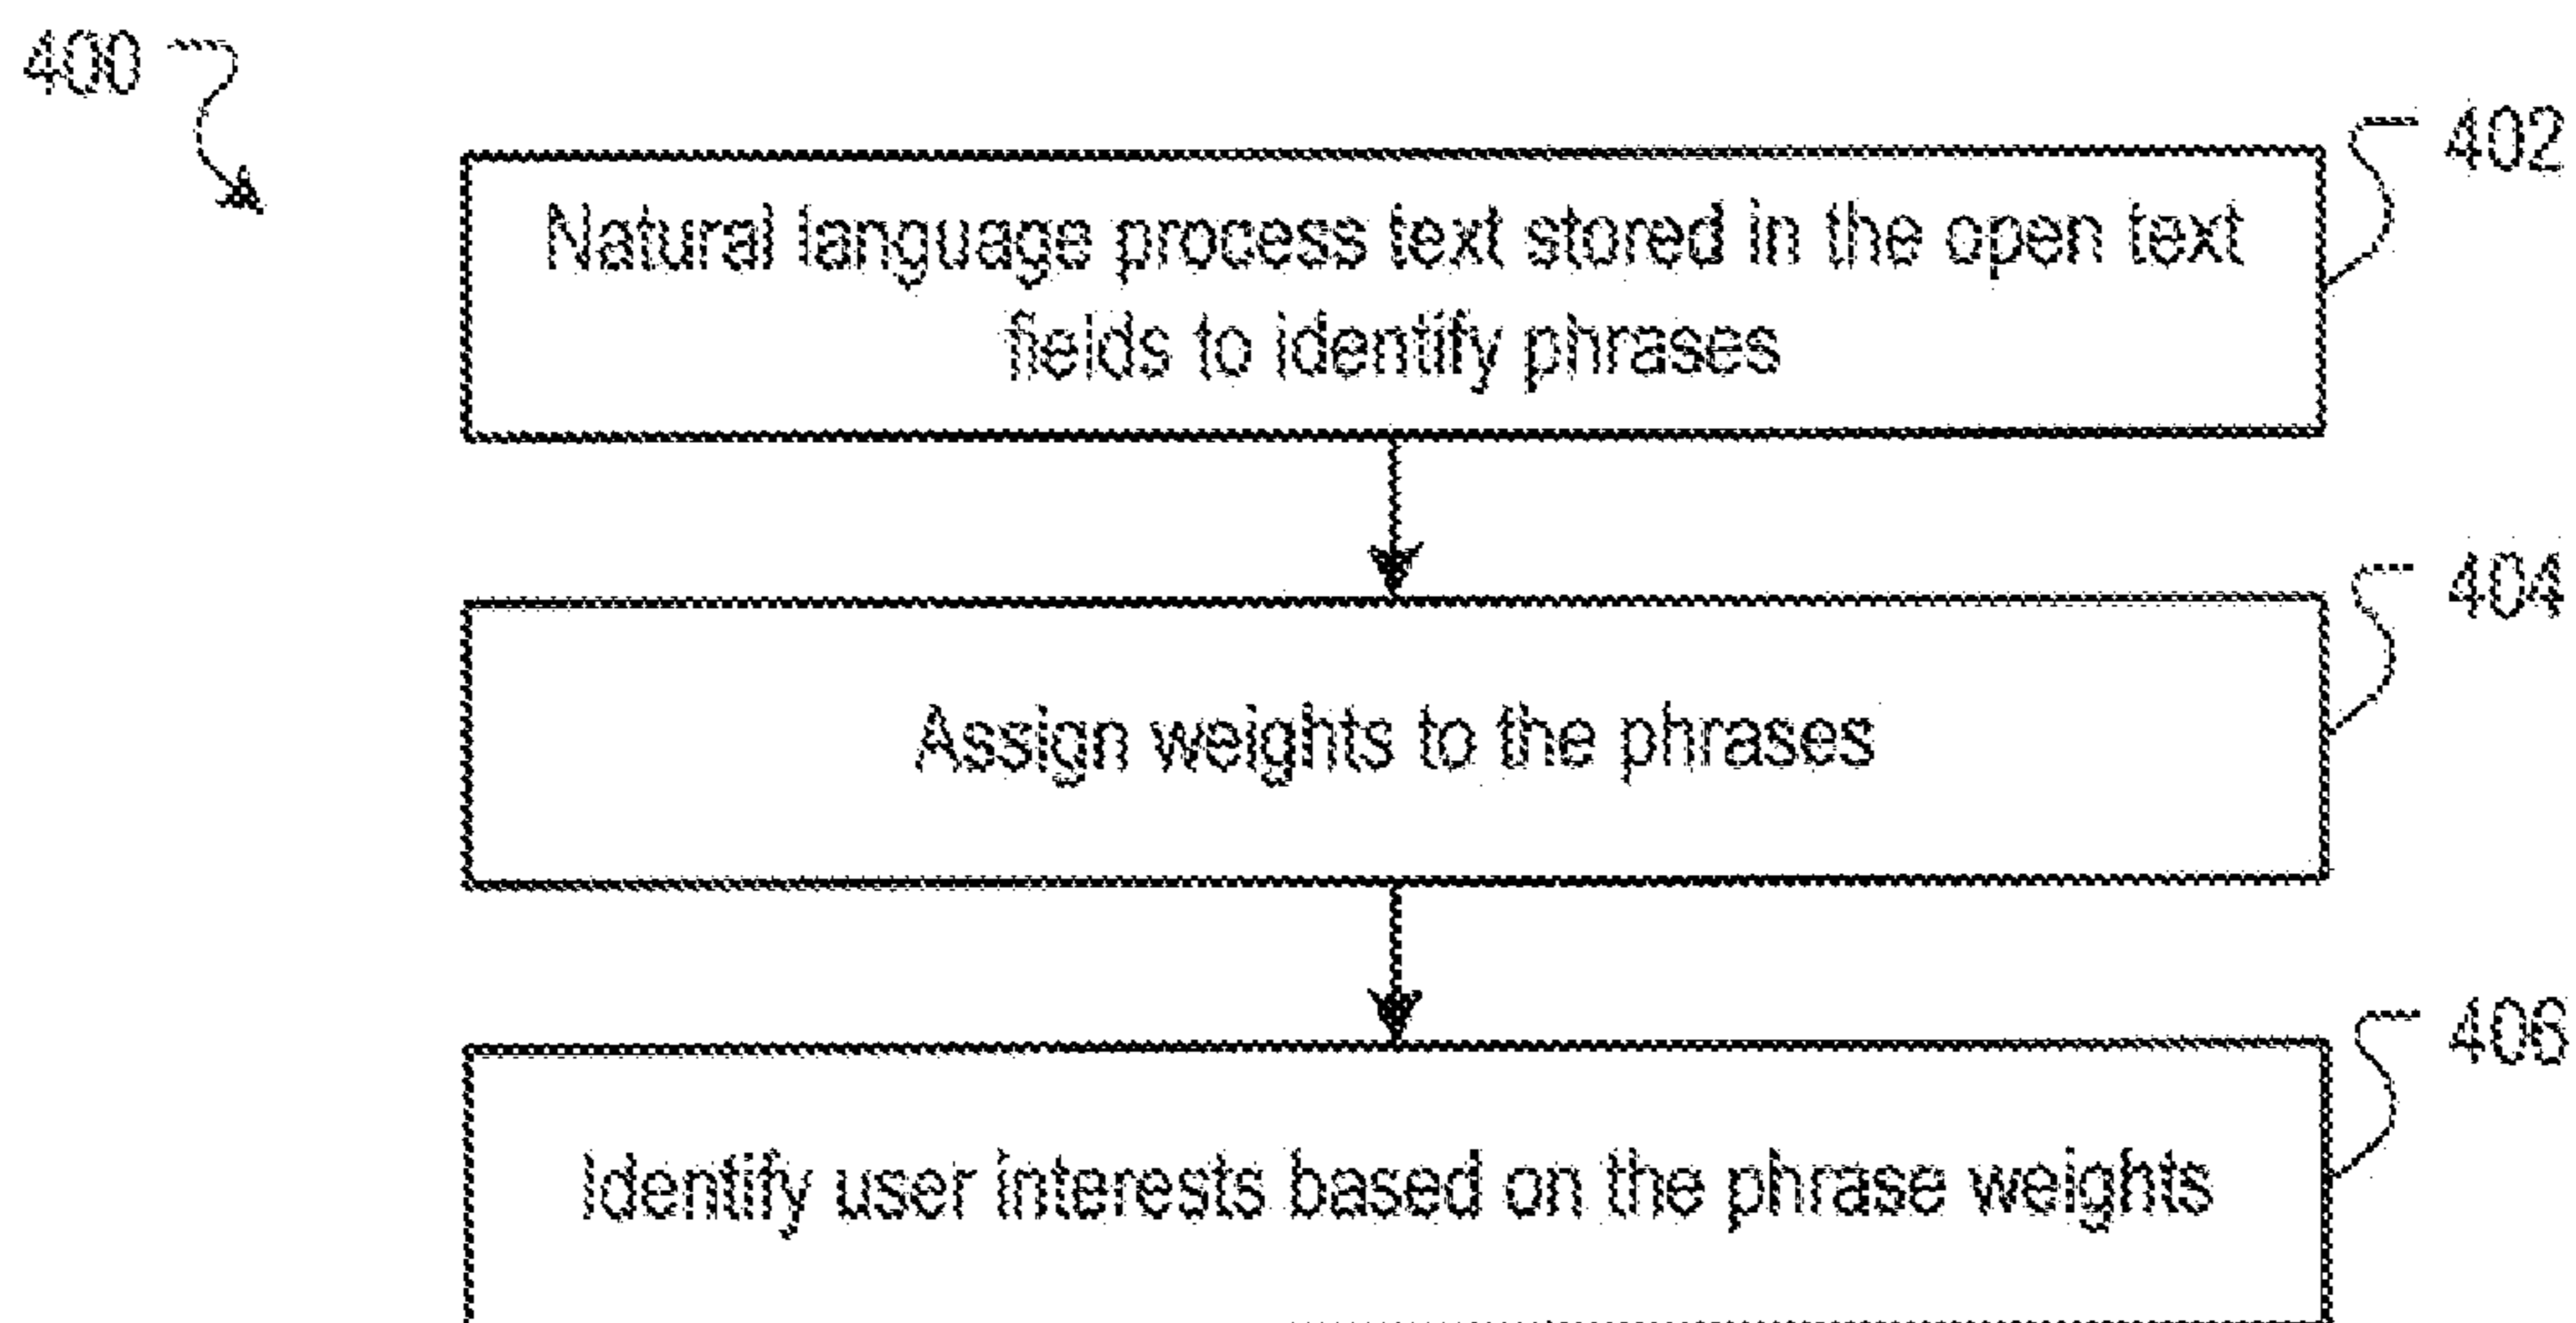 400
402
Natural language process text stored in the open text
fields to identify phrases
404
Assign weights to the phrases
406
Identify user interests based on the phrase weights